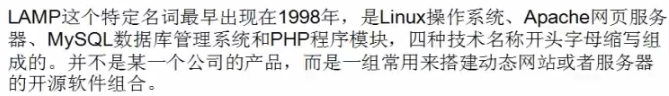 LAMP这个特定名词最早出现在1998年，是Linux操作系统、Apache网页服务
器、MySQL数据库管理系统和PHP程序模块，四种技术名称开头字母缩写组
成的。并不是某一个公司的产品，而是一组常用来搭建动态网站或者服务器
的开源软件组合。